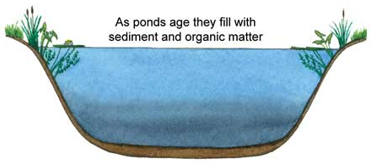 As ponds age they fill with
sediment and organic matter